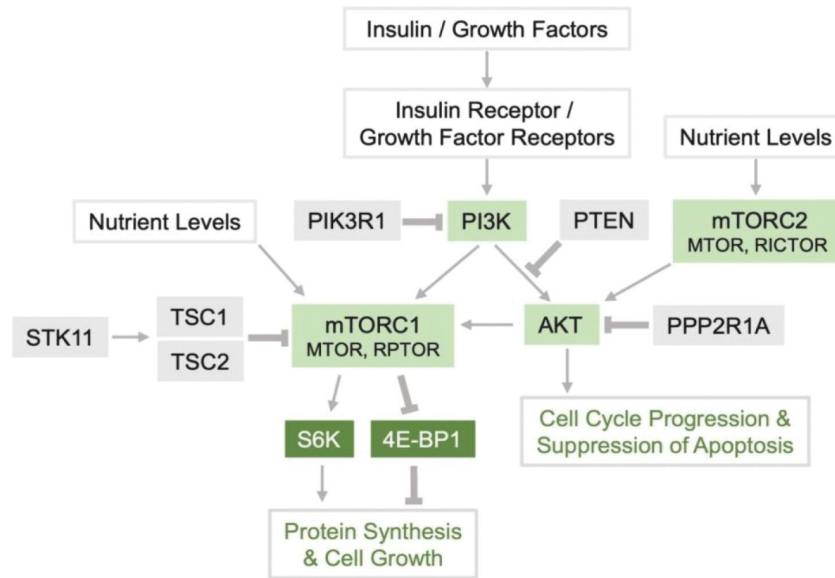 Insulin / Growth Factors
Insulin Receptor /
Growth Factor Receptors
Nutrient Levels
Nutrient Levels
PIK3R1
PI3K
PTEN
mTORC2
MTOR, RICTOR
STK11
TSC1
TSC2
mTORC1
MTOR, RPTOR
AKT
PPP2R1A
S6K
4E-BP1
Cell Cycle Progression &
Suppression of Apoptosis
Protein Synthesis
& Cell Growth